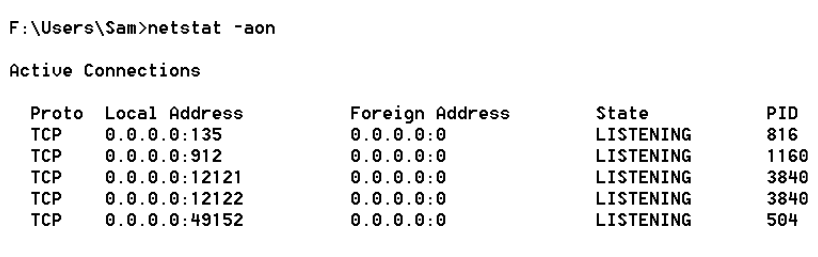 F:\Users\Sam>netstat -aon
Active Connections
Proto Local Address Foreign Address State PID
TCP 0.0.0.0:135 0.0.0.0:0 LISTENING 816
TCP 0.0.0.0:912 0.0.0.0:0 LISTENING 1160
TCP 0.0.0.0:12121 0.0.0.0:0 LISTENING 3840
TCP 0.0.0.0:12122 0.0.0.0:0 LISTENING 3840
TCP 0.0.0.0:49152 0.0.0.0:0 LISTENING 504